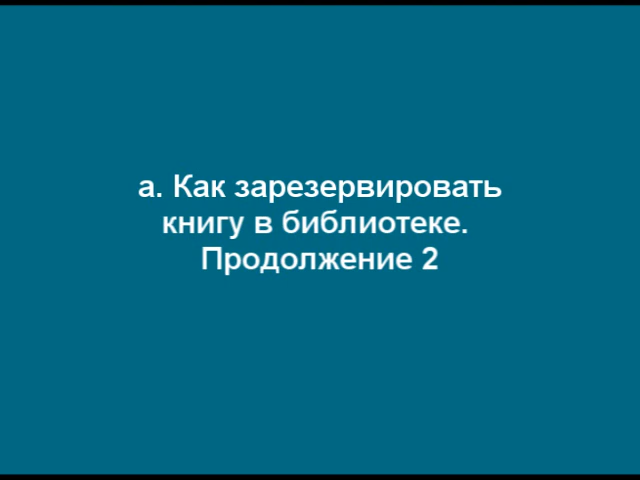 а. Как зарезервировать
книгу в библиотеке.
Продолжение 2